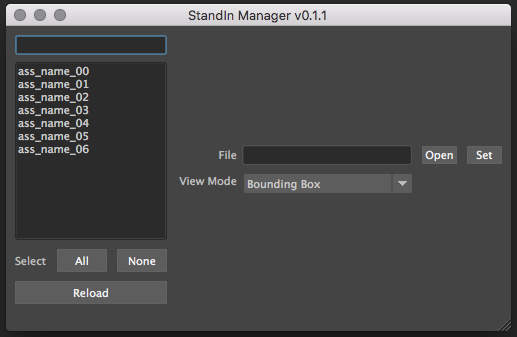 StandIn Manager v0.1.1
ass_name_00
ass_name_01
ass_name_02
ass_name_03
ass_name_04
ass_name_05
ass_name_06
File Open Set
View Mode Bounding Box
Select All None
Reload